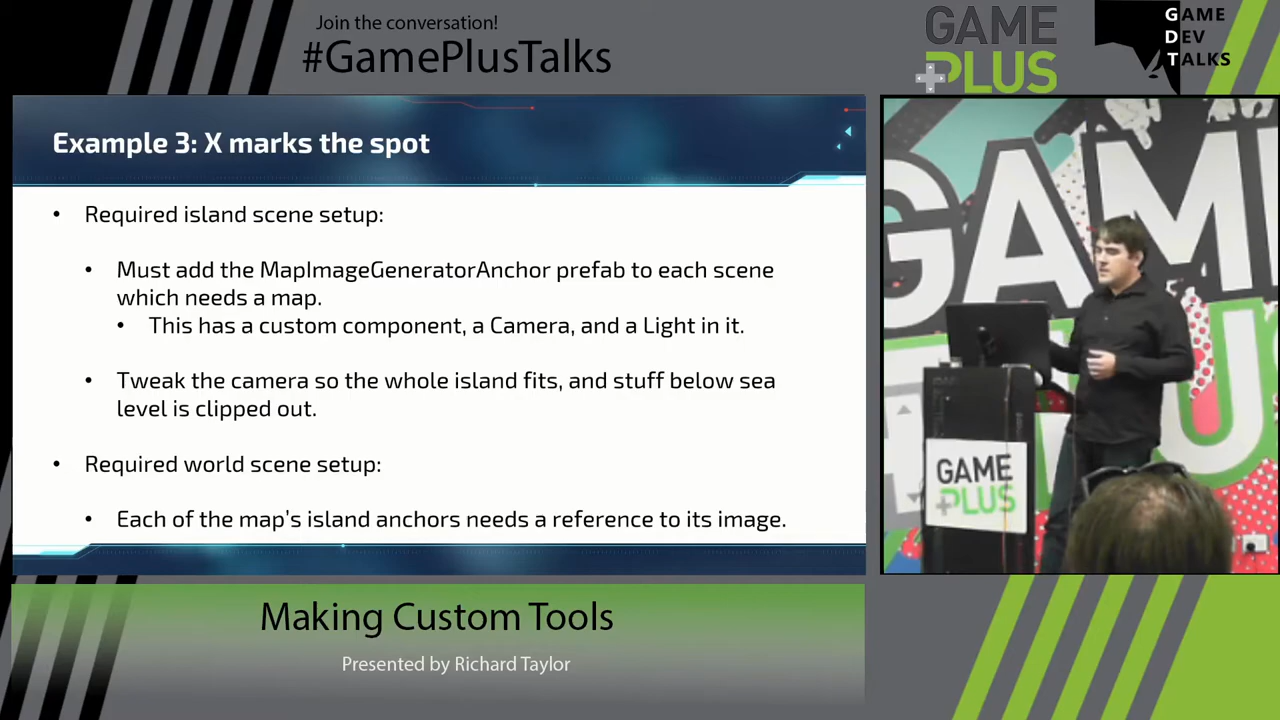 Join the conversation!
#GamePlusTalks
GAME
PLUS
GAME
DEV
TALKS
Example 3: X marks the spot
• Required island scene setup:
• Must add the MapImageGeneratorAnchor prefab to each scene
which needs a map.
• This has a custom component, a Camera, and a Light in it.
• Tweak the camera so the whole island fits, and stuff below sea
level is clipped out.
• Required world scene setup:
• Each of the map's island anchors needs a reference to its image.
GAM
GAME
PLUS
Making Custom Tools
Presented by Richard Taylor